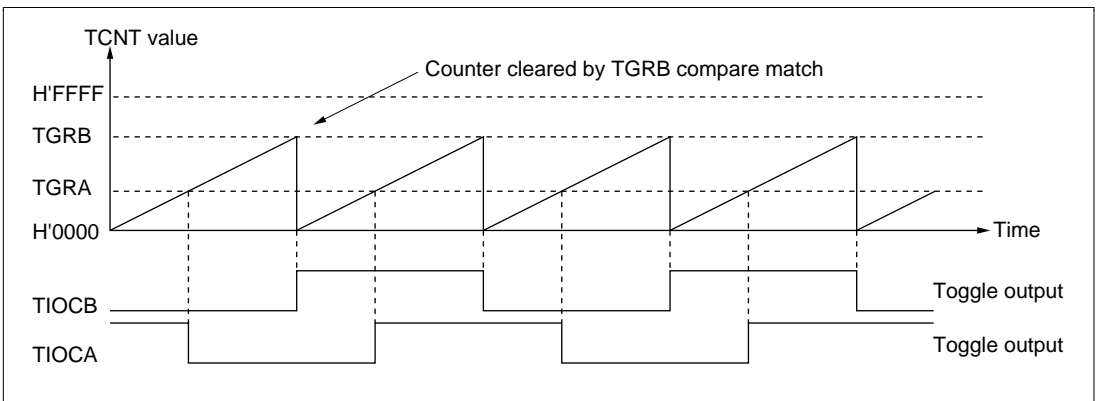 TCNT value
Counter cleared by TGRB compare match
H'FFFF
TGRB
TGRA
H'0000
Time
TIOCB
Toggle output
TIOCA
Toggle output